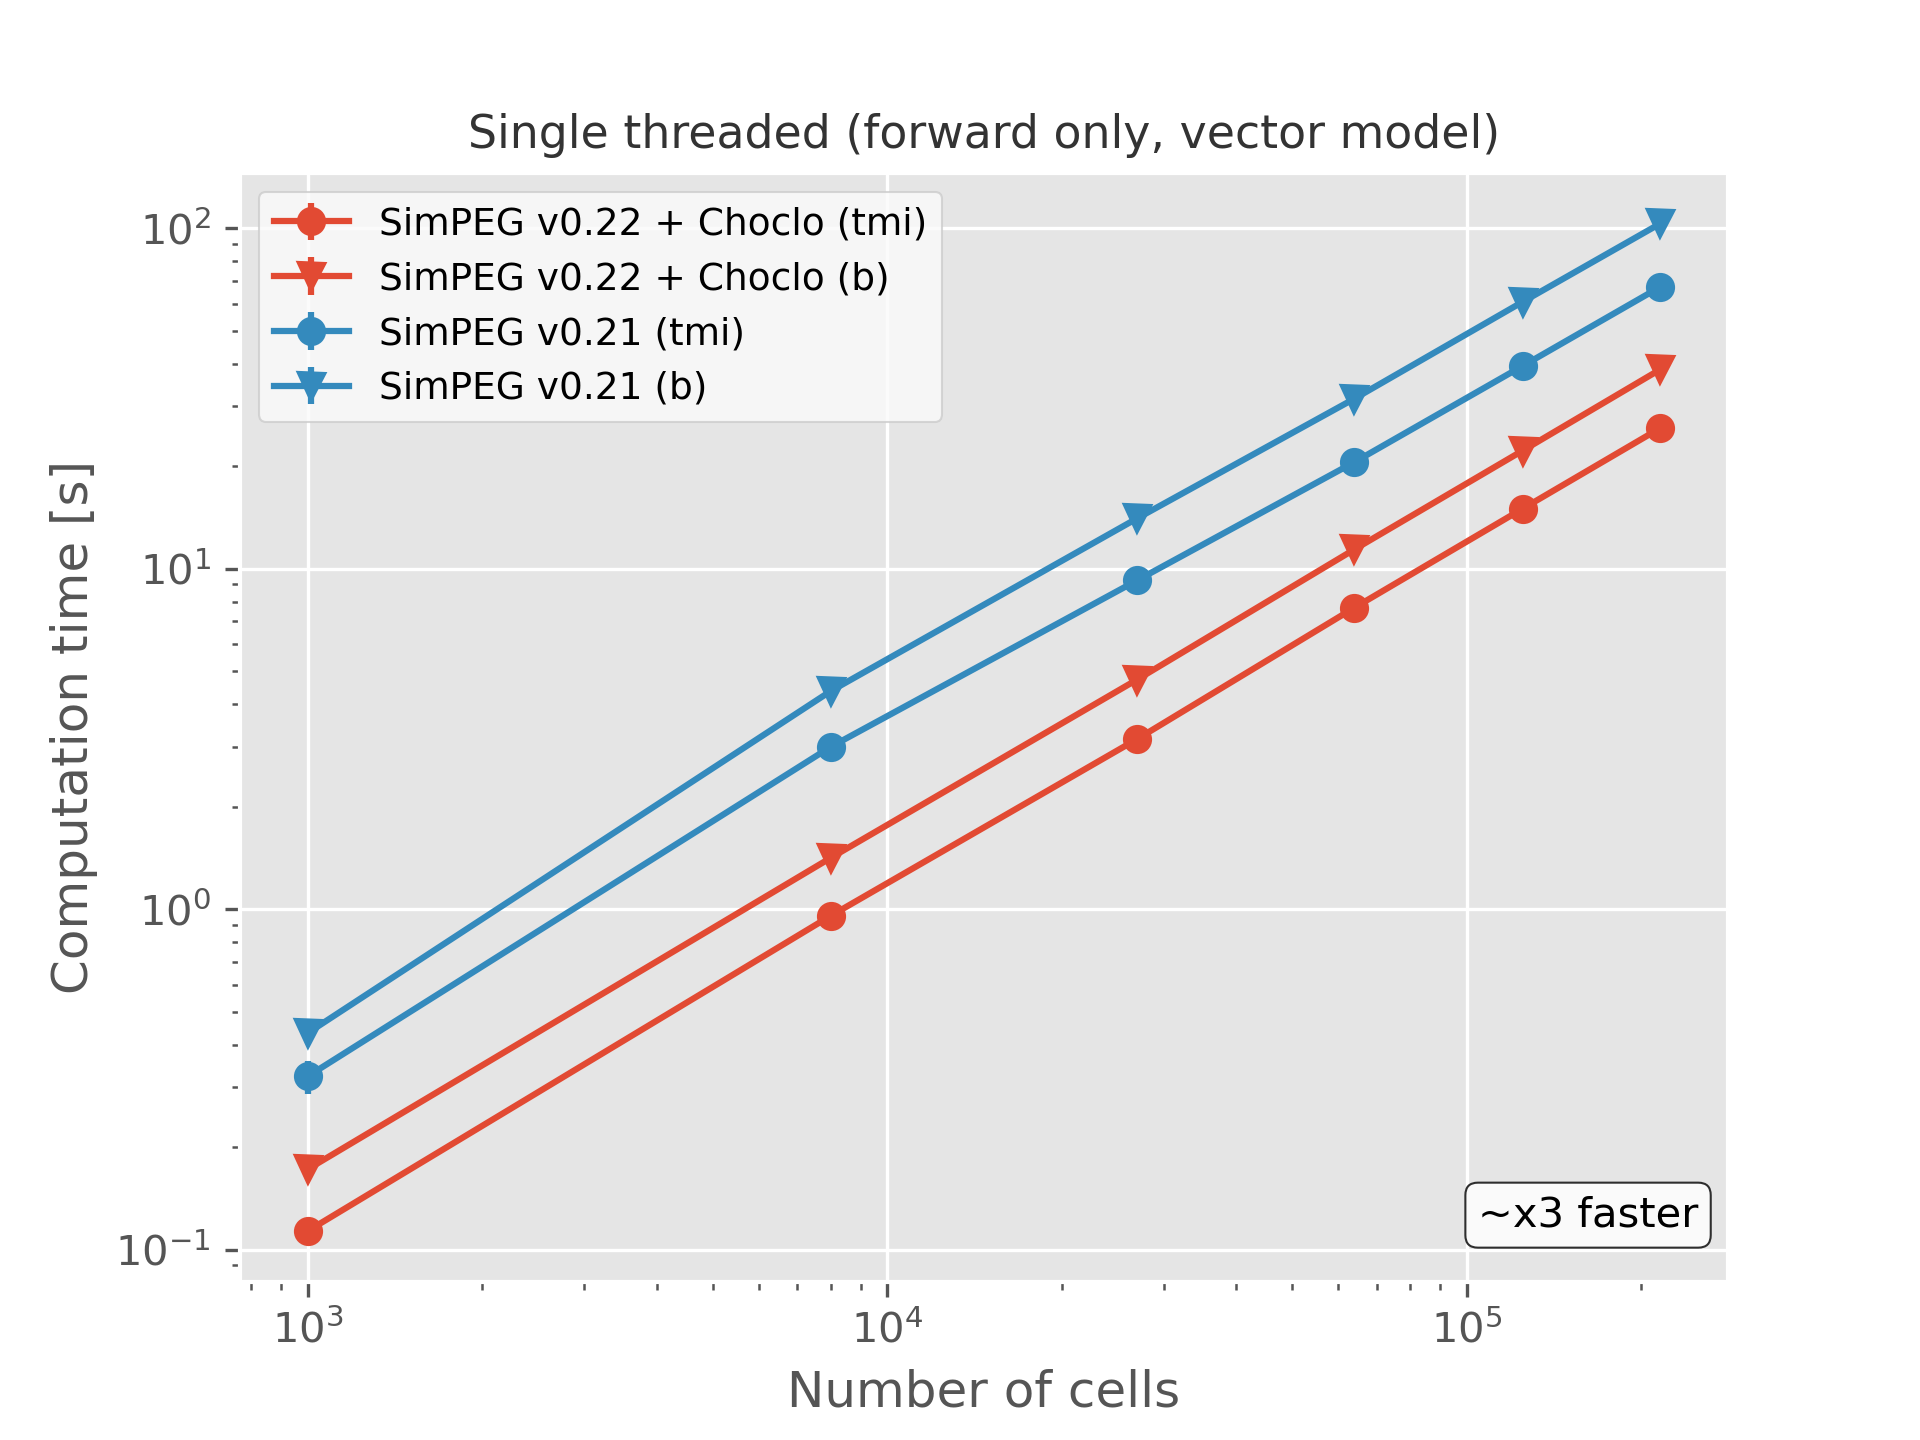 Single threaded (forward only, vector model)
SimPEG v0.22 + Choclo (tmi)
SimPEG v0.22 + Choclo (b)
SimPEG v0.21 (tmi)
SimPEG v0.21 (b)
Computation time [s]
10²
10¹
10⁰
10⁻¹
~x3 faster
10³ 10⁴ 10⁵
Number of cells